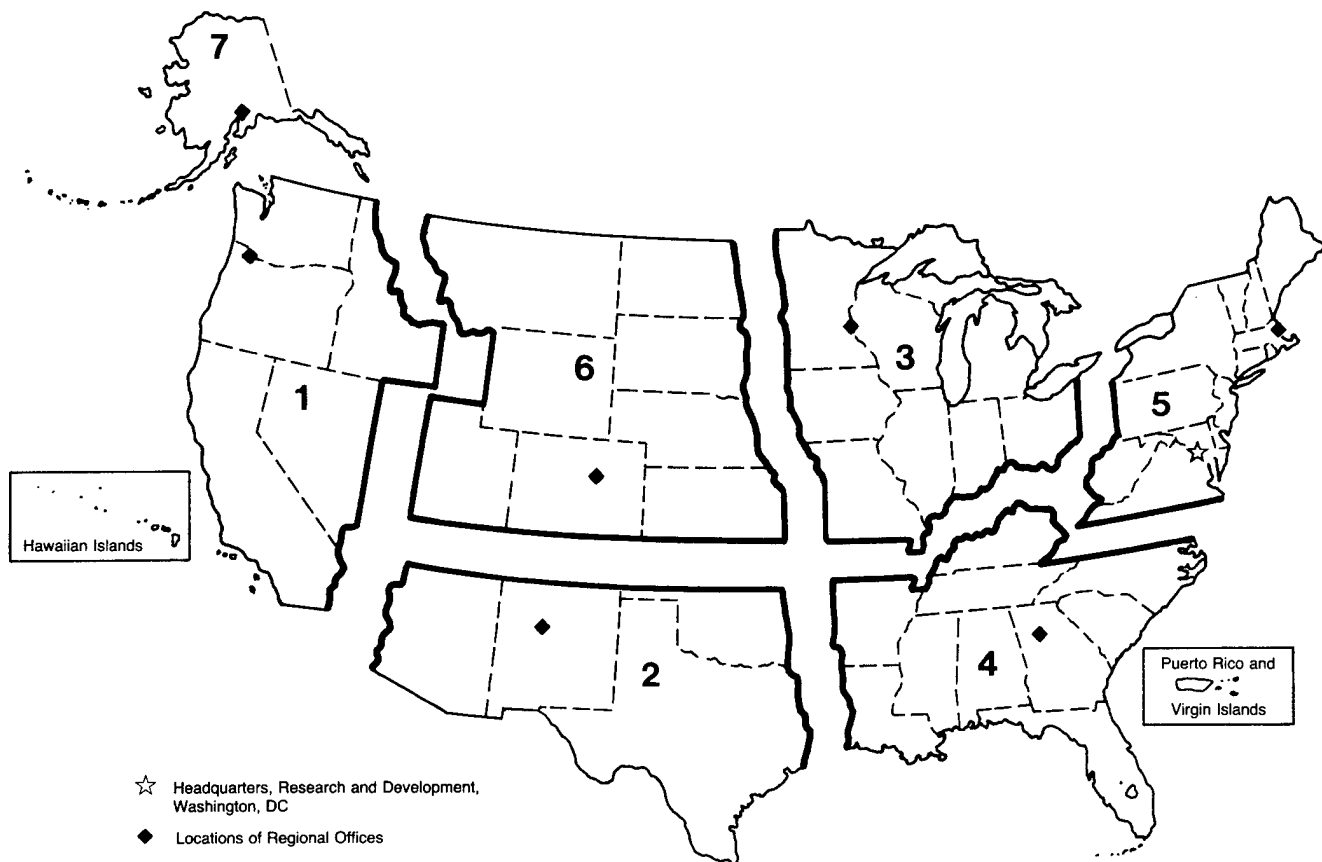 7
6
3
1
5
Hawaiian Islands
4
2
Puerto Rico and
Virgin Islands
Headquarters, Research and Development,
Washington, DC
Locations of Regional Offices